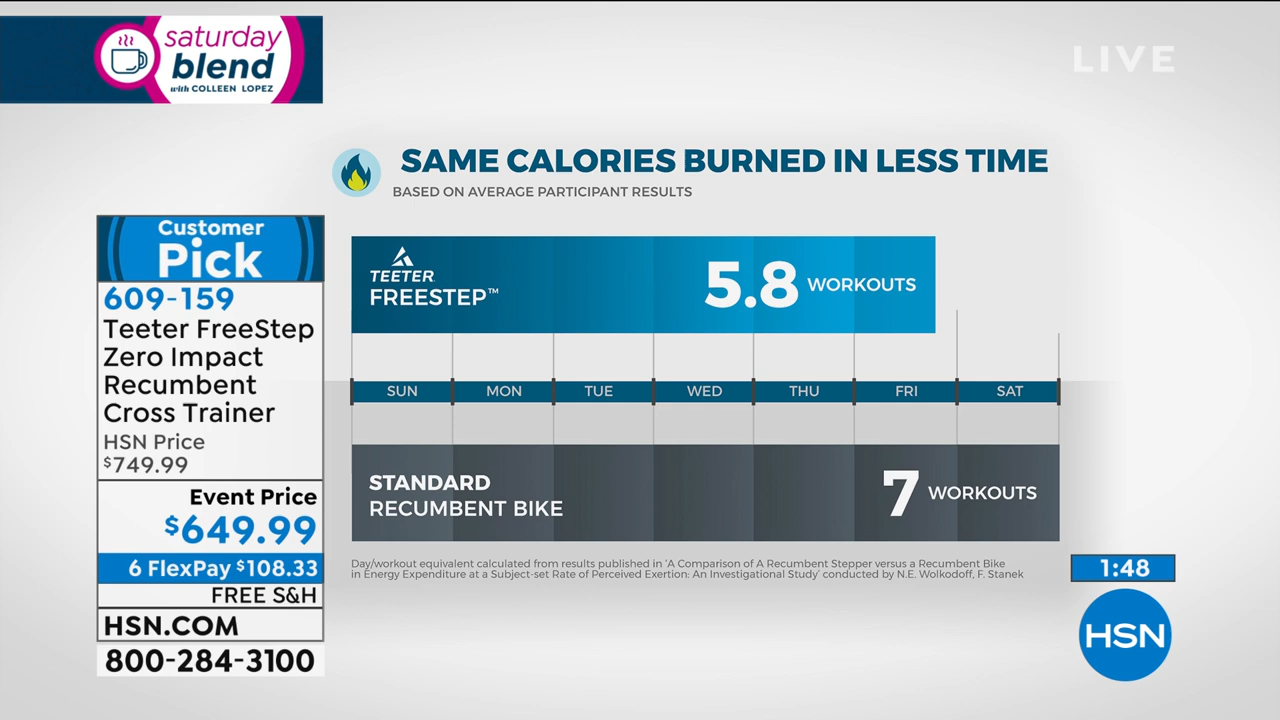 saturday
blend
with COLLEEN LOPEZ
LIVE
SAME CALORIES BURNED IN LESS TIME
BASED ON AVERAGE PARTICIPANT RESULTS
Customer
Pick
609-159
Teeter FreeStep
Zero Impact
Recumbent
Cross Trainer
HSN Price
$749.99
Event Price
$649.99
6 FlexPay $108.33
FREE S&H
HSN.COM
800-284-3100
TEETER
FREESTEP™
5.8 WORKOUTS
SUN MON TUE WED THU FRI SAT
STANDARD
RECUMBENT BIKE
7 WORKOUTS
Day/workout equivalent calculated from results published in 'A Comparison of A Recumbent Stepper versus a Recumbent Bike
in Energy Expenditure at a Subject-set Rate of Perceived Exertion: An Investigational Study' conducted by N.E. Wolkodoff, F. Stanek
1:48
HSN